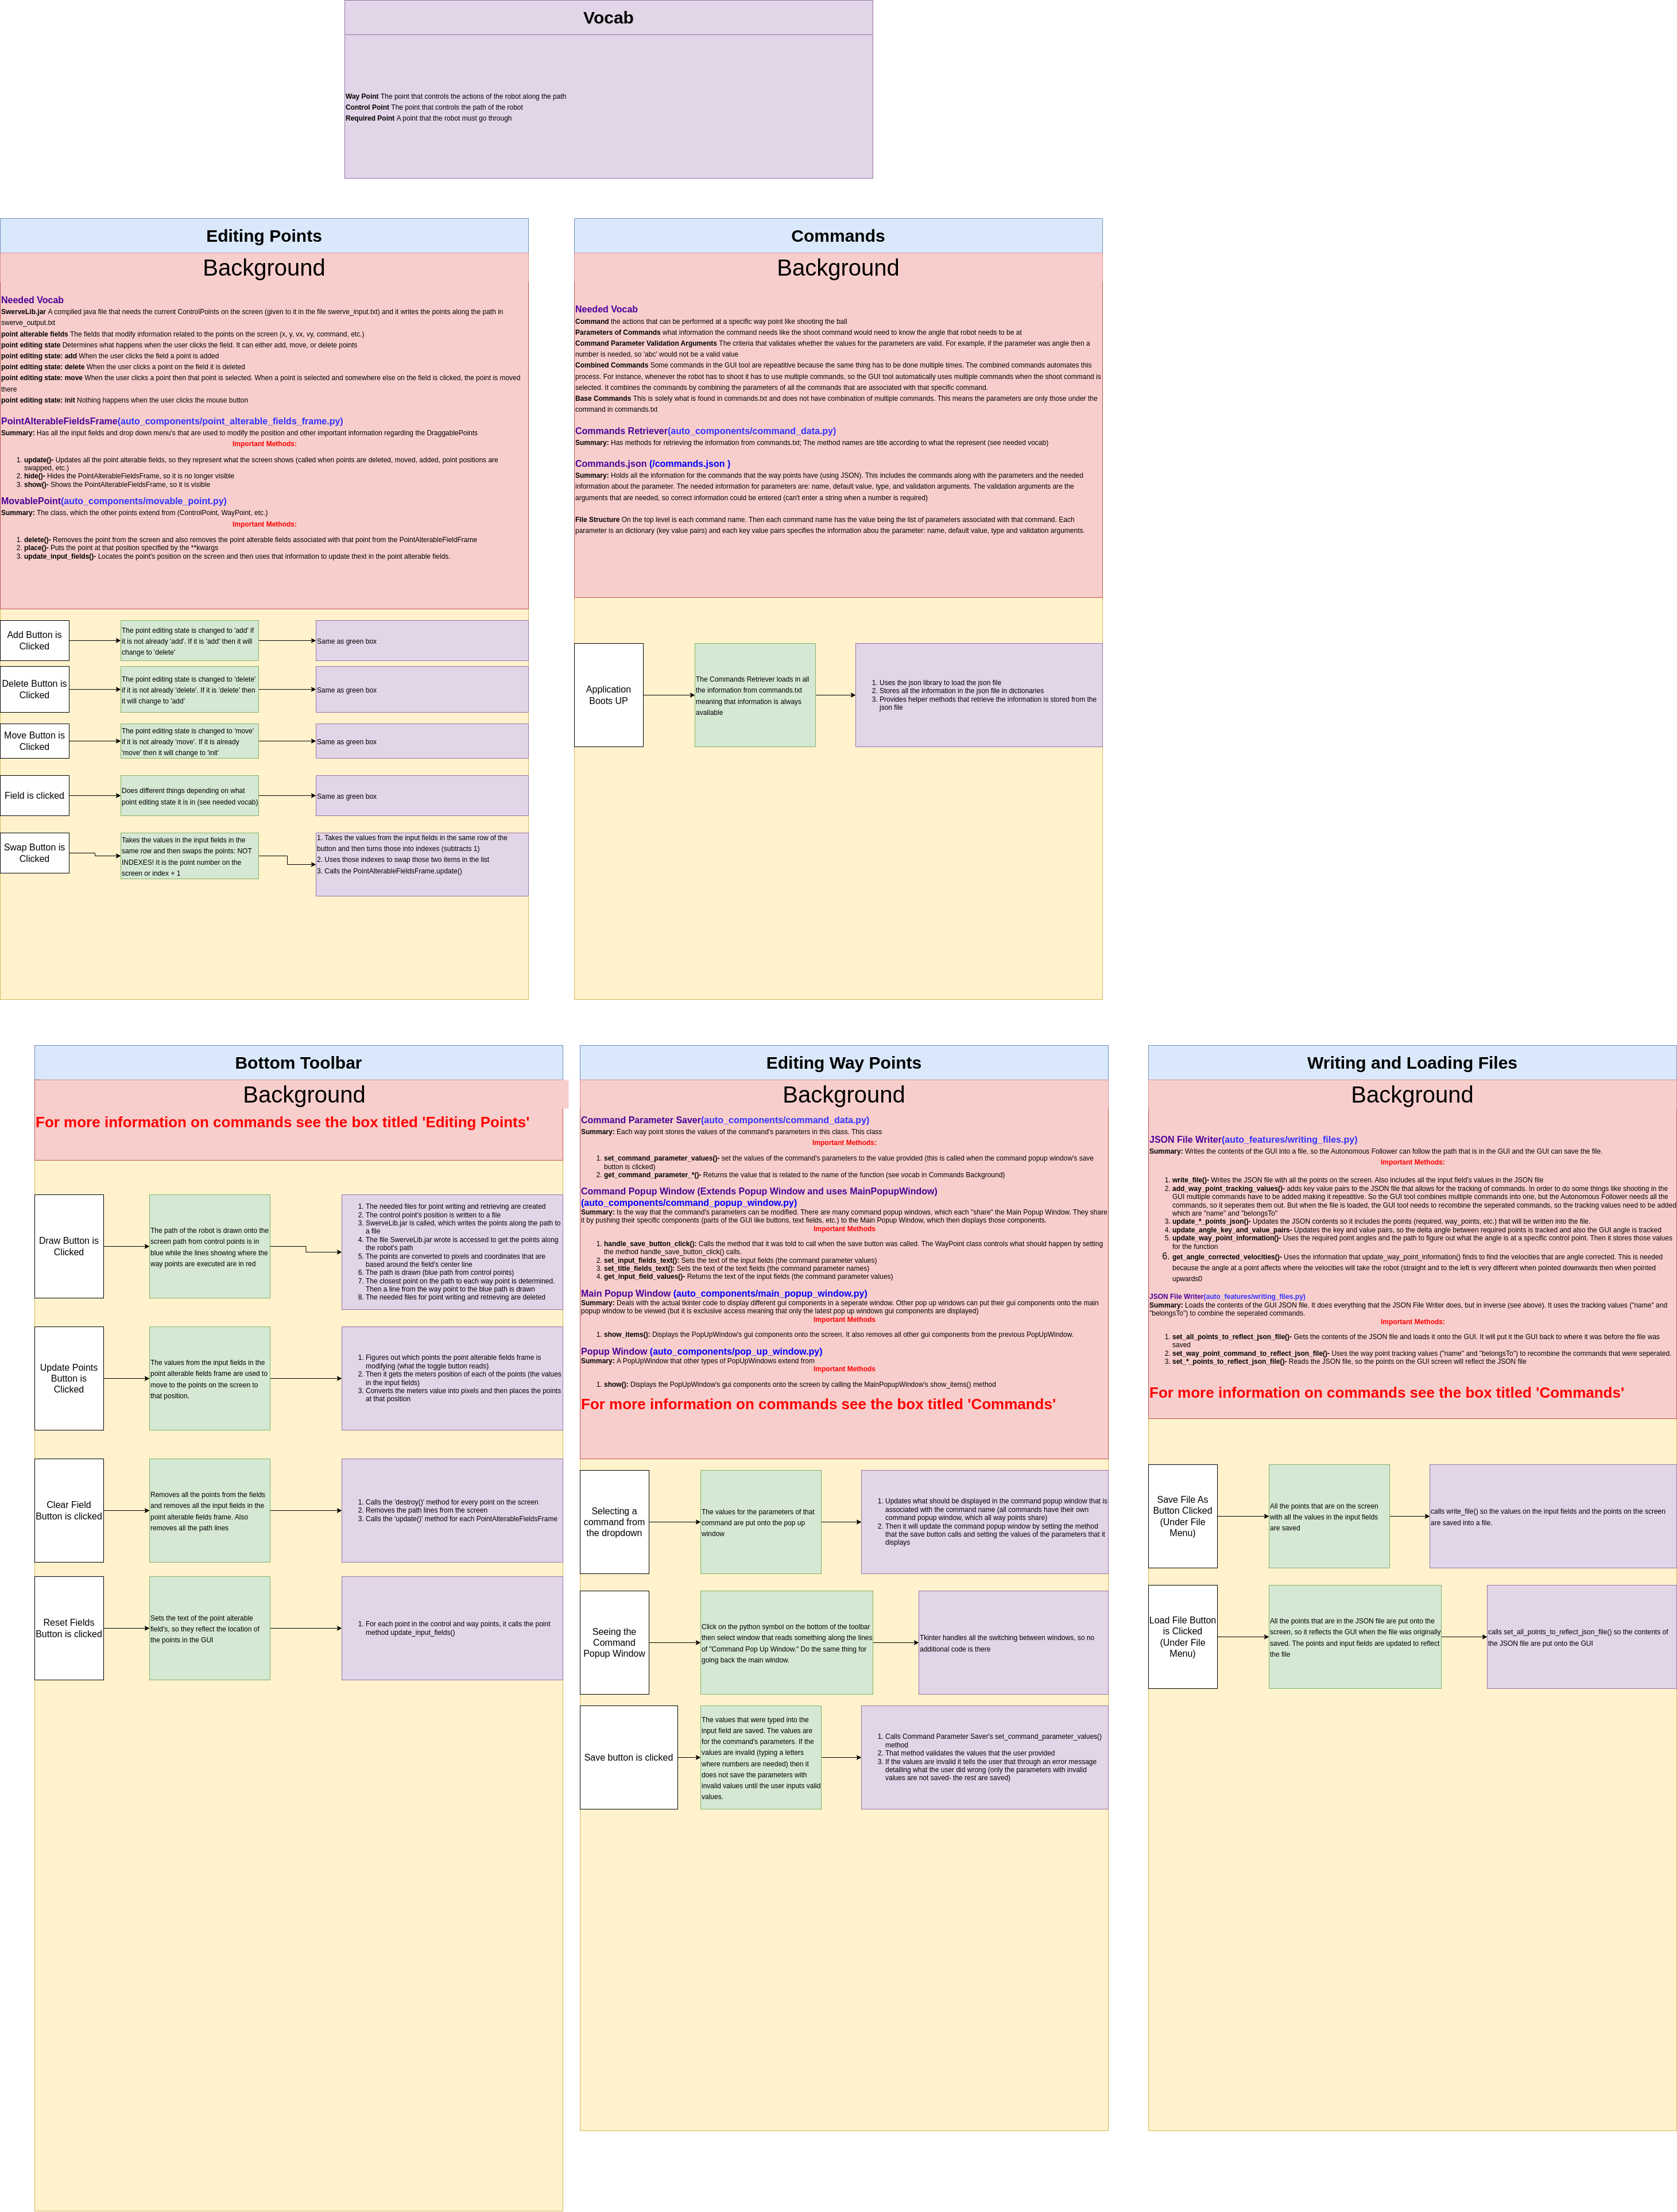 Vocab
Way Point The point that controls the actions of the robot along the path
Control Point The point that controls the path of the robot
Required Point A point that the robot must go through
Editing Points
Background
Needed Vocab
SwerveLib.jar A compiled java file that needs the current ControlPoints on the screen (given to it in the file swerve_input.txt) and it writes the points along the path in
swerve_output.txt
point alterable fields The fields that modify information related to the points on the screen (x, y, vx, vy, command, etc.)
point editing state Determines what happens when the user clicks the field. It can either add, move, or delete points
point editing state: add When the user clicks the field a point is added
point editing state: delete When the user clicks a point on the field it is deleted
point editing state: move When the user clicks a point then that point is selected. When a point is selected and somewhere else on the field is clicked, the point is moved
there
point editing state: init Nothing happens when the user clicks the mouse button
PointAlterableFieldsFrame(auto_components/point_alterable_fields_frame.py)
Summary: Has all the input fields and drop down menu's that are used to modify the position and other important information regarding the DraggablePoints
Important Methods:
1. update()- Updates all the point alterable fields, so they represent what the screen shows (called when points are deleted, moved, added, point positions are
swapped, etc.)
2. hide()- Hides the PointAlterableFieldsFrame, so it is no longer visible
3. show()- Shows the PointAlterableFieldsFrame, so it is visible
MovablePoint(auto_components/movable_point.py)
Summary: The class, which the other points extend from (ControlPoint, WayPoint, etc.)
Important Methods:
1. delete()- Removes the point from the screen and also removes the point alterable fields associated with that point from the PointAlterableFieldFrame
2. place()- Puts the point at that position specified by the **kwargs
3. update_input_fields()- Locates the point's position on the screen and then uses that information to update thext in the point alterable fields.
Add Button is
Clicked
The point editing state is changed to 'add' if
it is not already 'add'. If it is 'add' then it will
change to 'delete'
Same as green box
Delete Button is
Clicked
The point editing state is changed to 'delete'
if it is not already 'delete'. If it is 'delete' then
it will change to 'add'
Same as green box
Move Button is
Clicked
The point editing state is changed to 'move'
if it is not already 'move'. If it is already
'move' then it will change to 'init'
Same as green box
Field is clicked
Does different things depending on what
point editing state it is in (see needed vocab)
Same as green box
Swap Button is
Clicked
Takes the values in the input fields in the
same row and then swaps the points: NOT
INDEXES! It is the point number on the
screen or index + 1
1. Takes the values from the input fields in the same row of the
button and then turns those into indexes (subtracts 1)
2. Uses those indexes to swap those two items in the list
3. Calls the PointAlterableFieldsFrame.update()
Commands
Background
Needed Vocab
Command the actions that can be performed at a specific way point like shooting the ball
Parameters of Commands what information the command needs like the shoot command would need to know the angle that robot needs to be at
Command Parameter Validation Arguments The criteria that validates whether the values for the parameters are valid. For example, if the parameter was angle then a
number is needed, so 'abc' would not be a valid value
Combined Commands Some commands in the GUI tool are repeatitive because the same thing has to be done multiple times. The combined commands automates this
process. For instance, whenever the robot has to shoot it has to use multiple commands, so the GUI tool automatically uses multiple commands when the shoot command is
selected. It combines the commands by combining the parameters of all the commands that are associated with that specific command.
Base Commands This is solely what is found in commands.txt and does not have combination of multiple commands. This means the parameters are only those under the
command in commands.txt
Commands Retriever(auto_components/command_data.py)
Summary: Has methods for retrieving the information from commands.txt; The method names are title according to what the represent (see needed vocab)
Commands.json (/commands.json )
Summary: Holds all the information for the commands that the way points have (using JSON). This includes the commands along with the parameters and the needed
information about the parameter. The needed information for parameters are: name, default value, type, and validation arguments. The validation arguments are the
arguments that are needed, so correct information could be entered (can't enter a string when a number is required)
File Structure On the top level is each command name. Then each command name has the value being the list of parameters associated with that command. Each
parameter is an dictionary (key value pairs) and each key value pairs specifies the information abou the parameter: name, default value, type and validation arguments.
Application
Boots UP
The Commands Retriever loads in all
the information from commands.txt
meaning that information is always
available
1. Uses the json library to load the json file
2. Stores all the information in the json file in dictionaries
3. Provides helper methods that retrieve the information is stored from the
json file
Bottom Toolbar
Background
For more information on commands see the box titled 'Editing Points'
Draw Button is
Clicked
The path of the robot is drawn onto the
screen path from control points is in
blue while the lines showing where the
way points are executed are in red
1. The needed files for point writing and retrieving are created
2. The control point's position is written to a file
3. SwerveLib.jar is called, which writes the points along the path to
a file
4. The file SwerveLib.jar wrote is accessed to get the points along
the robot's path
5. The points are converted to pixels and coordinates that are
based around the field's center line
6. The path is drawn (blue path from control points)
7. The closest point on the path to each way point is determined.
Then a line from the way point to the blue path is drawn
8. The needed files for point writing and retrieving are deleted
Update Points
Button is
Clicked
The values from the input fields in the
point alterable fields frame are used to
move to the points on the screen to
that position.
1. Figures out which points the point alterable fields frame is
modifying (what the toggle button reads)
2. Then it gets the meters position of each of the points (the values
in the input fields)
3. Converts the meters value into pixels and then places the points
at that position
Clear Field
Button is clicked
Removes all the points from the fields
and removes all the input fields in the
point alterable fields frame. Also
removes all the path lines
1. Calls the 'destroy()' method for every point on the screen
2. Removes the path lines from the screen
3. Calls the 'update()' method for each PointAlterableFieldsFrame
Reset Fields
Button is clicked
Sets the text of the point alterable
field's, so they reflect the location of
the points in the GUI
1. For each point in the control and way points, it calls the point
method update_input_fields()
Editing Way Points
Background
Command Parameter Saver(auto_components/command_data.py)
Summary: Each way point stores the values of the command's parameters in this class. This class
Important Methods:
1. set_command_parameter_values()- set the values of the command's parameters to the value provided (this is called when the command popup window's save
button is clicked)
2. get_command_parameter_*()- Returns the value that is related to the name of the function (see vocab in Commands Background)
Command Popup Window (Extends Popup Window and uses MainPopupWindow)
(auto_components/command_popup_window.py)
Summary: Is the way that the command's parameters can be modified. There are many command popup windows, which each "share" the Main Popup Window. They share
it by pushing their specific components (parts of the GUI like buttons, text fields, etc.) to the Main Popup Window, which then displays those components.
Important Methods
1. handle_save_button_click(): Calls the method that it was told to call when the save button was called. The WayPoint class controls what should happen by setting
the method handle_save_button_click() calls.
2. set_input_fields_text(): Sets the text of the input fields (the command parameter values)
3. set_title_fields_text(): Sets the text of the text fields (the command parameter names)
4. get_input_field_values()- Returns the text of the input fields (the command parameter values)
Main Popup Window (auto_components/main_popup_window.py)
Summary: Deals with the actual tkinter code to display different gui components in a seperate window. Other pop up windows can put their gui components onto the main
popup window to be viewed (but it is exclusive access meaning that only the latest pop up windows gui components are displayed)
Important Methods
1. show_items(): Displays the PopUpWindow's gui components onto the screen. It also removes all other gui components from the previous PopUpWindow.
Popup Window (auto_components/pop_up_window.py)
Summary: A PopUpWindow that other types of PopUpWindows extend from
Important Methods
1. show(): Displays the PopUpWindow's gui components onto the screen by calling the MainPopupWindow's show_items() method
For more information on commands see the box titled 'Commands'
Selecting a
command from
the dropdown
The values for the parameters of that
command are put onto the pop up
window
1. Updates what should be displayed in the command popup window that is
associated with the command name (all commands have their own
command popup window, which all way points share)
2. Then it will update the command popup window by setting the method
that the save button calls and setting the values of the parameters that it
displays
Seeing the
Command
Popup Window
Click on the python symbol on the bottom of the toolbar
then select window that reads something along the lines
of "Command Pop Up Window." Do the same thing for
going back the main window.
Tkinter handles all the switching between windows, so no
additional code is there
Save button is clicked
The values that were typed into the
input field are saved. The values are
for the command's parameters. If the
values are invalid (typing a letters
where numbers are needed) then it
does not save the parameters with
invalid values until the user inputs valid
values.
1. Calls Command Parameter Saver's set_command_parameter_values()
method
2. That method validates the values that the user provided
3. If the values are invalid it tells the user that through an error message
detailing what the user did wrong (only the parameters with invalid
values are not saved- the rest are saved)
Writing and Loading Files
Background
JSON File Writer(auto_features/writing_files.py)
Summary: Writes the contents of the GUI into a file, so the Autonomous Follower can follow the path that is in the GUI and the GUI can save the file.
Important Methods:
1. write_file()- Writes the JSON file with all the points on the screen. Also includes all the input field's values in the JSON file
2. add_way_point_tracking_values()- adds key value pairs to the JSON file that allows for the tracking of commands. In order to do some things like shooting in the
GUI multiple commands have to be added making it repeatitive. So the GUI tool combines multiple commands into one, but the Autonomous Follower needs all the
commands, so it seperates them out. But when the file is loaded, the GUI tool needs to recombine the seperated commands, so the tracking values need to be added
which are "name" and "belongsTo"
3. update_*_points_json()- Updates the JSON contents so it includes the points (required, way_points, etc.) that will be written into the file.
4. update_angle_key_and_value_pairs- Updates the key and value pairs, so the delta angle between required points is tracked and also the GUI angle is tracked
5. update_way_point_information()- Uses the required point angles and the path to figure out what the angle is at a specific control point. Then it stores those values
for the function
6. get_angle_corrected_velocities()- Uses the information that update_way_point_information() finds to find the velocities that are angle corrected. This is needed
because the angle at a point affects where the velocities will take the robot (straight and to the left is very different when pointed downwards then when pointed
upwards0
JSON File Writer(auto_features/writing_files.py)
Summary: Loads the contents of the GUI JSON file. It does everything that the JSON File Writer does, but in inverse (see above). It uses the tracking values ("name" and
"belongsTo") to combine the seperated commands.
Important Methods:
1. set_all_points_to_reflect_json_file()- Gets the contents of the JSON file and loads it onto the GUI. It will put it the GUI back to where it was before the file was
saved
2. set_way_point_command_to_reflect_json_file()- Uses the way point tracking values ("name" and "belongsTo") to recombine the commands that were seperated.
3. set_*_points_to_reflect_json_file()- Reads the JSON file, so the points on the GUI screen will reflect the JSON file
For more information on commands see the box titled 'Commands'
Save File As
Button Clicked
(Under File
Menu)
All the points that are on the screen
with all the values in the input fields
are saved
calls write_file() so the values on the input fields and the points on the screen
are saved into a file.
Load File Button
is Clicked
(Under File
Menu)
All the points that are in the JSON file are put onto the
screen, so it reflects the GUI when the file was originally
saved. The points and input fields are updated to reflect
the file
calls set_all_points_to_reflect_json_file() so the contents of
the JSON file are put onto the GUI